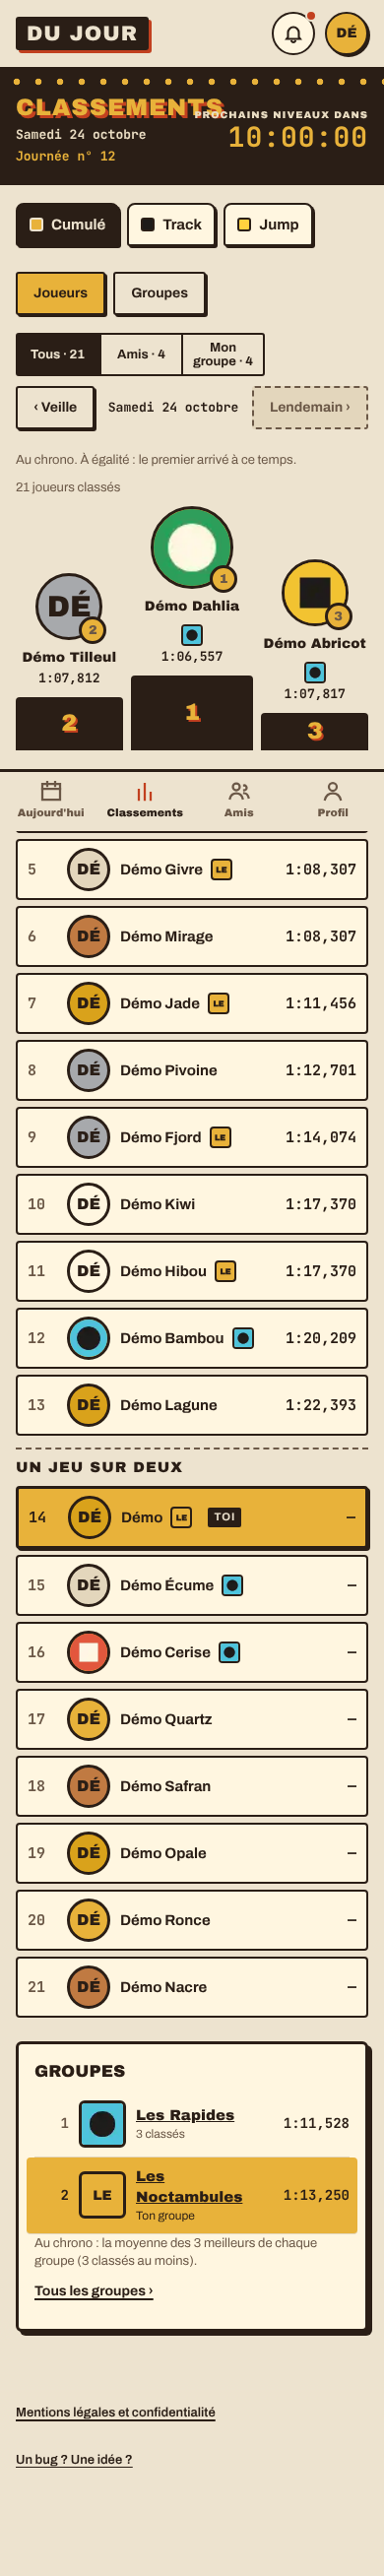 DU JOUR
DÉ
CLASSEMENTS
PROCHAINS NIVEAUX DANS
Samedi 24 octobre
10:00:00
Journée n° 12
Cumulé
Track
Jump
Joueurs
Groupes
Tous · 21
Amis · 4
Mon groupe · 4
‹ Veille
Samedi 24 octobre
Lendemain ›
Au chrono. À égalité : le premier arrivé à ce temps.
21 joueurs classés
1
Démo Dahlia
1:06,557
DÉ
2
Démo Tilleul
1:07,812
3
Démo Abricot
1:07,817
2
1
3
Aujourd'hui
Classements
Amis
Profil
5 DÉ Démo Givre LE 1:08,307
6 DÉ Démo Mirage 1:08,307
7 DÉ Démo Jade LE 1:11,456
8 DÉ Démo Pivoine 1:12,701
9 DÉ Démo Fjord LE 1:14,074
10 DÉ Démo Kiwi 1:17,370
11 DÉ Démo Hibou LE 1:17,370
12 Démo Bambou 1:20,209
13 DÉ Démo Lagune 1:22,393
UN JEU SUR DEUX
14 DÉ Démo LE TOI –
15 DÉ Démo Écume –
16 Démo Cerise –
17 DÉ Démo Quartz –
18 DÉ Démo Safran –
19 DÉ Démo Opale –
20 DÉ Démo Ronce –
21 DÉ Démo Nacre –
GROUPES
1 Les Rapides 1:11,528
3 classés
2 LE Les Noctambules 1:13,250
Ton groupe
Au chrono : la moyenne des 3 meilleurs de chaque
groupe (3 classés au moins).
Tous les groupes ›
Mentions légales et confidentialité
Un bug ? Une idée ?